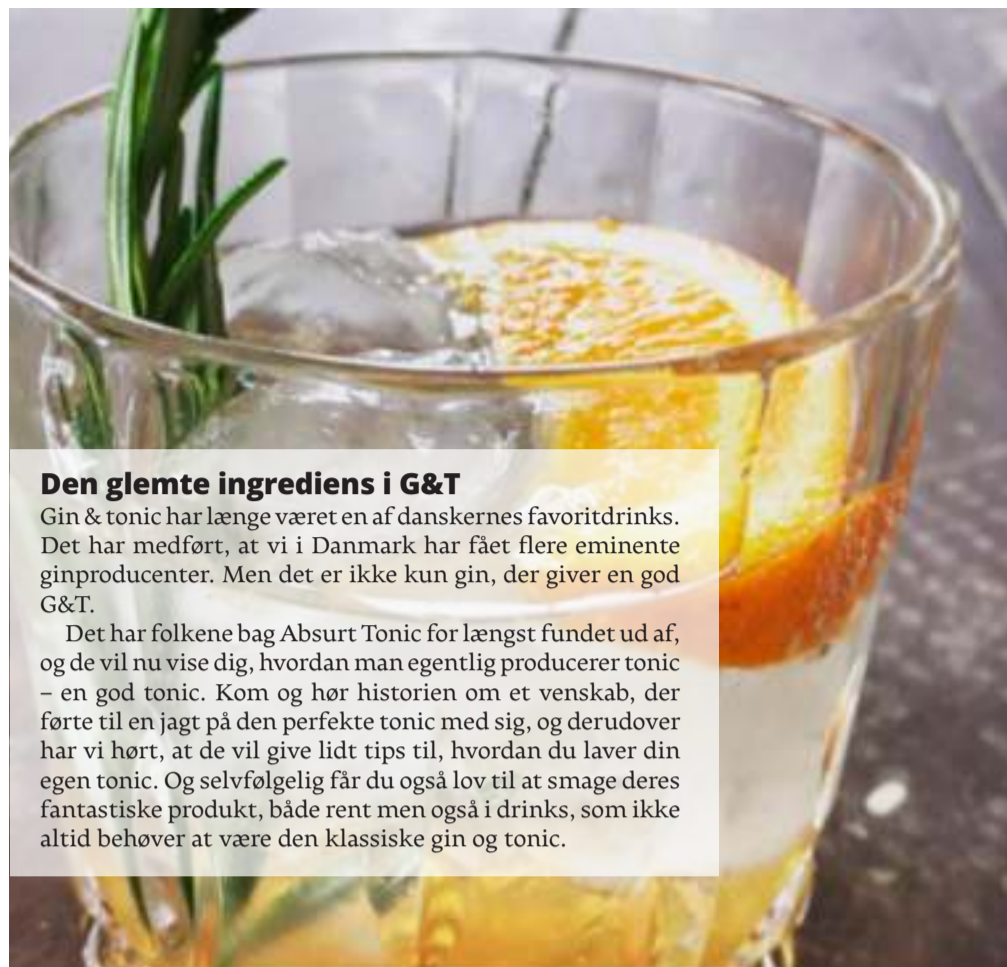 Den glemte ingrediens i G&T
Gin & tonic har længe været en af danskernes favoritdrinks.
Det har medført, at vi i Danmark har fået flere eminente
ginproducenter. Men det er ikke kun gin, der giver en god
G&T.
Det har folkene bag Absurt Tonic for længst fundet ud af,
og de vil nu vise dig, hvordan man egentlig producerer tonic
– en god tonic. Kom og hør historien om et venskab, der
førte til en jagt på den perfekte tonic med sig, og derudover
har vi hørt, at de vil give lidt tips til, hvordan du laver din
egen tonic. Og selvfølgelig får du også lov til at smage deres
fantastiske produkt, både rent men også i drinks, som ikke
altid behøver at være den klassiske gin og tonic.